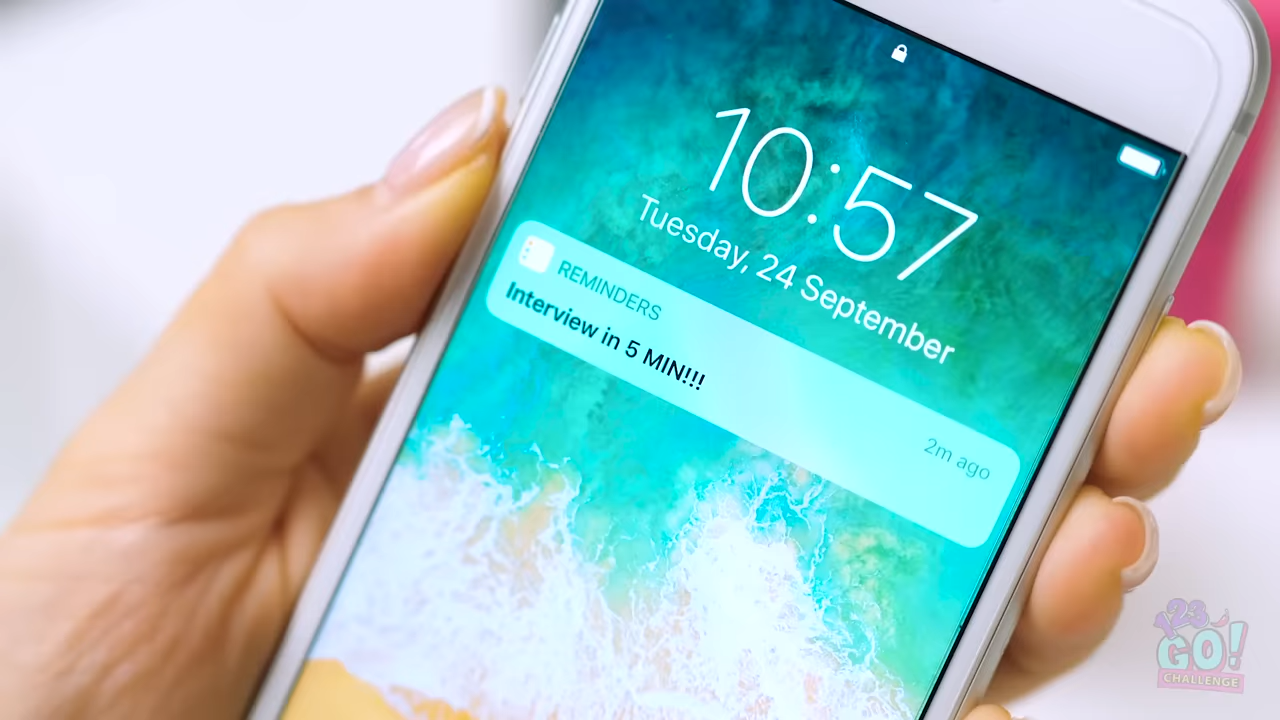 10:57
Tuesday, 24 September
REMINDERS
Interview in 5 MIN!!!
2m ago
123
GO!
CHALLENGE